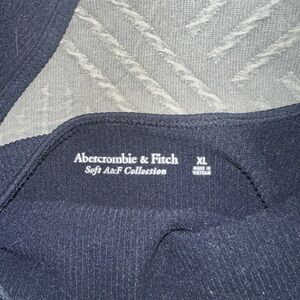 Abercrombie & Fitch
Soft A&F Collection
XL
MADE IN
VIETNAM